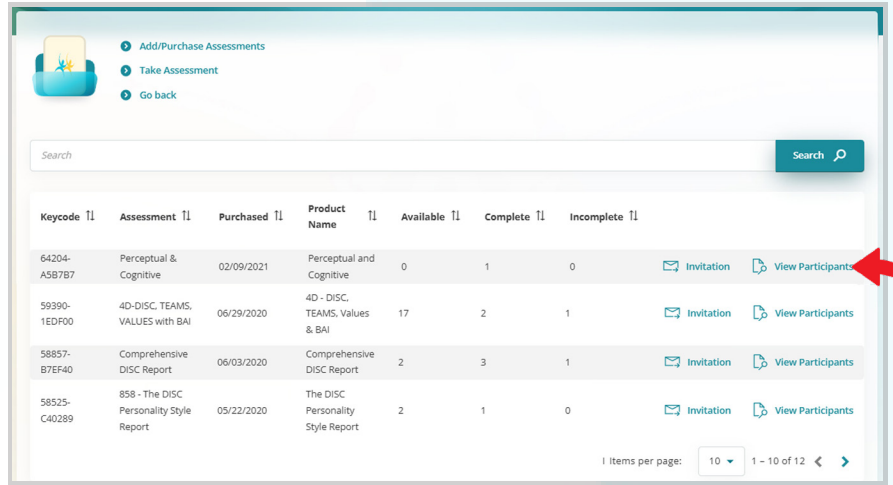 Add/Purchase Assessments
Take Assessment
Go back
Search
Search
Keycode Assessment Purchased Product Name Available Complete Incomplete
64204-A5B7B7 Perceptual & Cognitive 02/09/2021 Perceptual and Cognitive 0 1 0 Invitation View Participants
59390-1EDF00 4D-DISC, TEAMS, VALUES with BAI 06/29/2020 4D - DISC, TEAMS, Values & BAI 17 2 1 Invitation View Participants
58857-B7EF40 Comprehensive DISC Report 06/03/2020 Comprehensive DISC Report 2 3 1 Invitation View Participants
58525-C40289 858 - The DISC Personality Style Report 05/22/2020 The DISC Personality Style Report 2 1 0 Invitation View Participants
I Items per page: 10 1 – 10 of 12